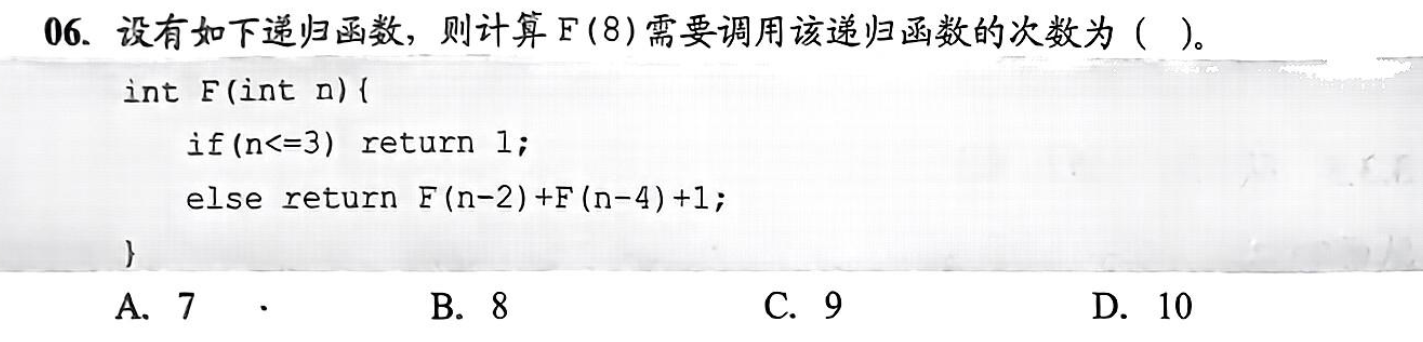 06. 设有如下递归函数，则计算 F(8)需要调用该递归函数的次数为（ ）。
int F(int n){
if(n<=3) return 1;
else return F(n-2)+F(n-4)+1;
}
A. 7 B. 8 C. 9 D. 10